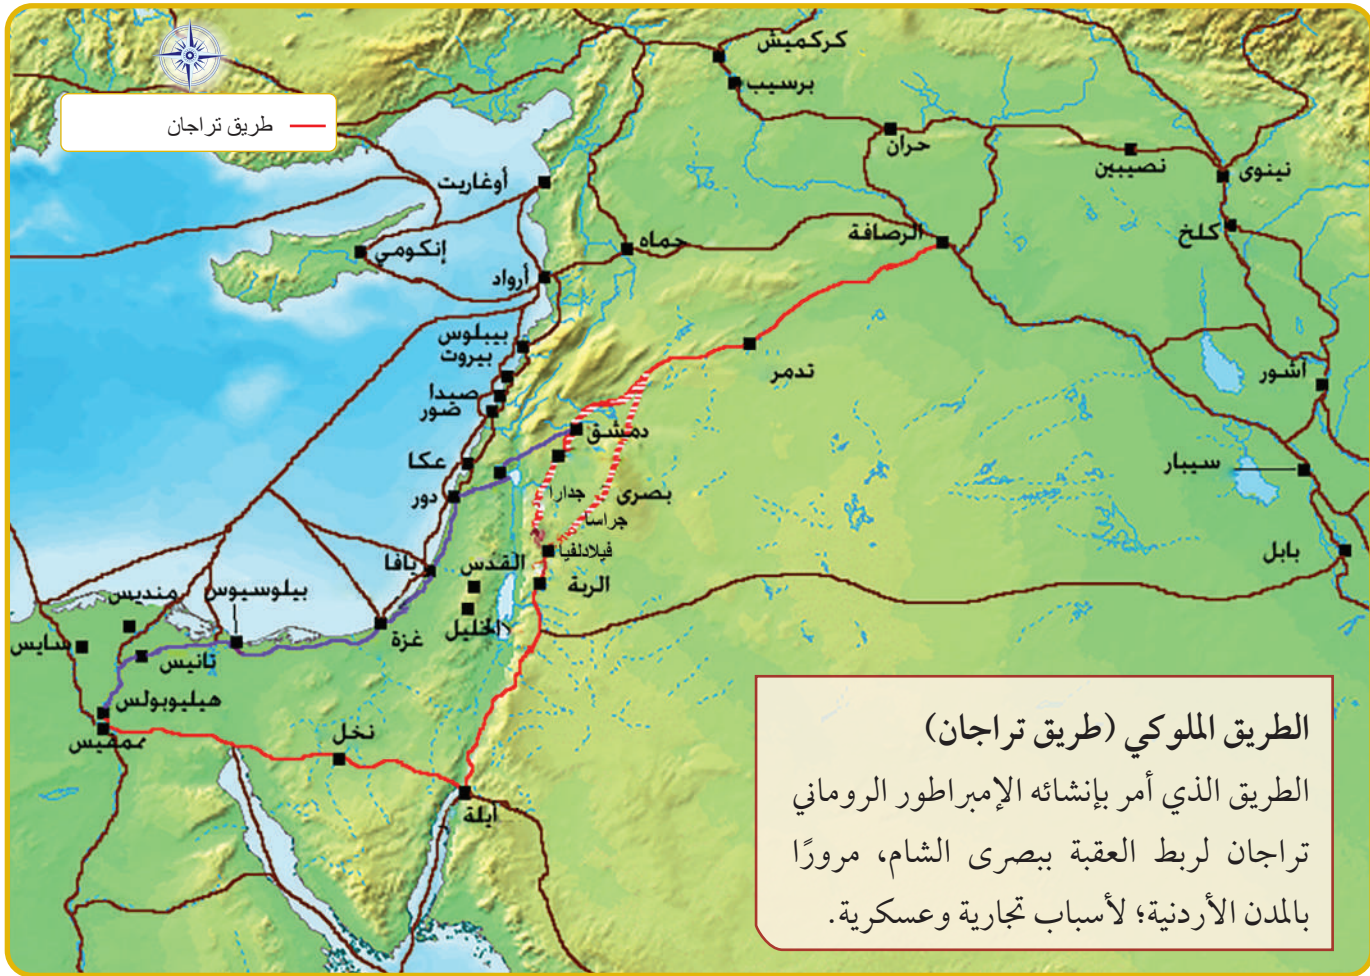 كركميش
برسيب
طريق تراجان
حران
نصيبين
نينوى
أوغاريت
كلخ
الرصافة
حماه
إنكومي
أرواد
بيبلوس
بيروت
تدمر
آشور
صيدا
صور
دمشق
عكا
سيبار
جدارا
بصرى
دور
جراسا
فيلادلفيا
بابل
يافا
القدس
الربة
بيلوسيوس
منديس
الخليل
غزة
سايس
تانيس
هيليوبولس
ممفيس
نخل
ايلة
الطريق الملوكي (طريق تراجان)
الطريق الذي أمر بإنشائه الإمبراطور الروماني
تراجان لربط العقبة ببصرى الشام، مرورًا
بالمدن الأردنية؛ لأسباب تجارية وعسكرية.